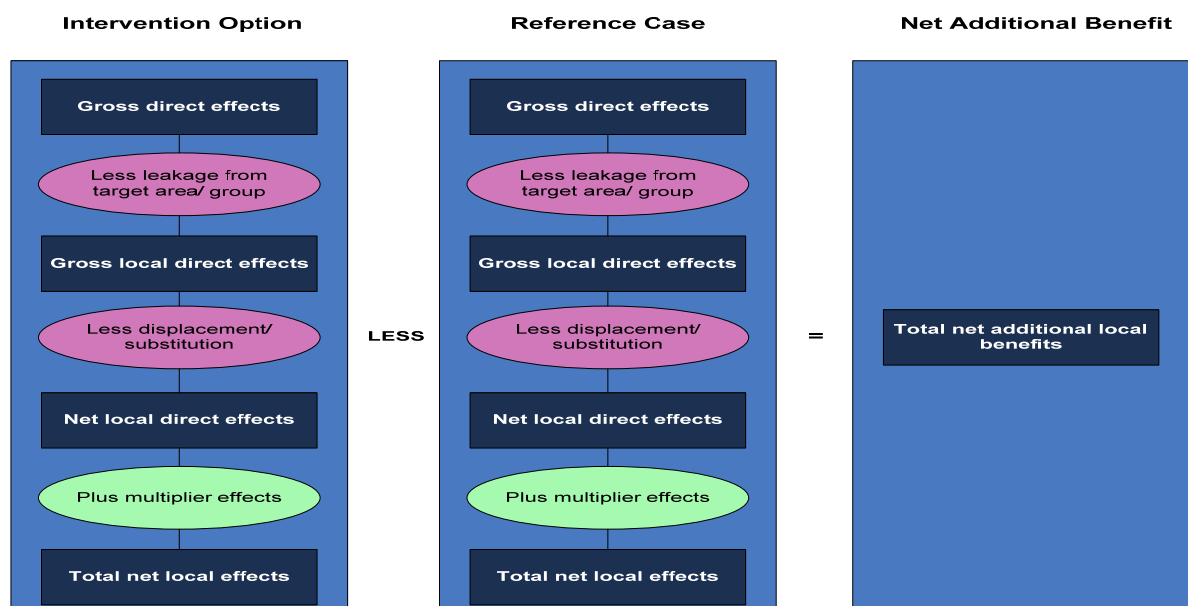 Intervention Option
Gross direct effects
Less leakage from
target area/ group
Gross local direct effects
Less displacement/
substitution
Net local direct effects
Plus multiplier effects
Total net local effects
LESS
Reference Case
Gross direct effects
Less leakage from
target area/ group
Gross local direct effects
Less displacement/
substitution
Net local direct effects
Plus multiplier effects
Total net local effects
=
Net Additional Benefit
Total net additional local
benefits